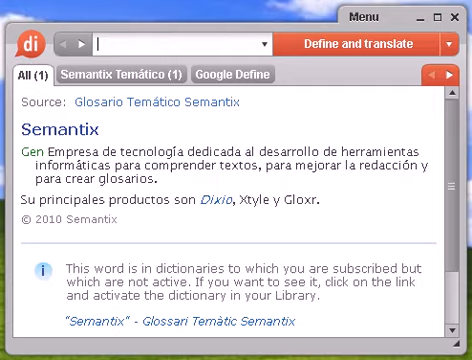 Menu
di
Define and translate
All (1)
Semantix Temático (1)
Google Define
Source: Glosario Temático Semantix
Semantix
Gen Empresa de tecnología dedicada al desarrollo de herramientas
informáticas para comprender textos, para mejorar la redacción y
para crear glosarios.
Su principales productos son Dixio, Xtyle y Gloxr.
© 2010 Semantix
i
This word is in dictionaries to which you are subscribed but
which are not active. If you want to see it, click on the link
and activate the dictionary in your Library.
"Semantix" - Glossari Temàtic Semantix